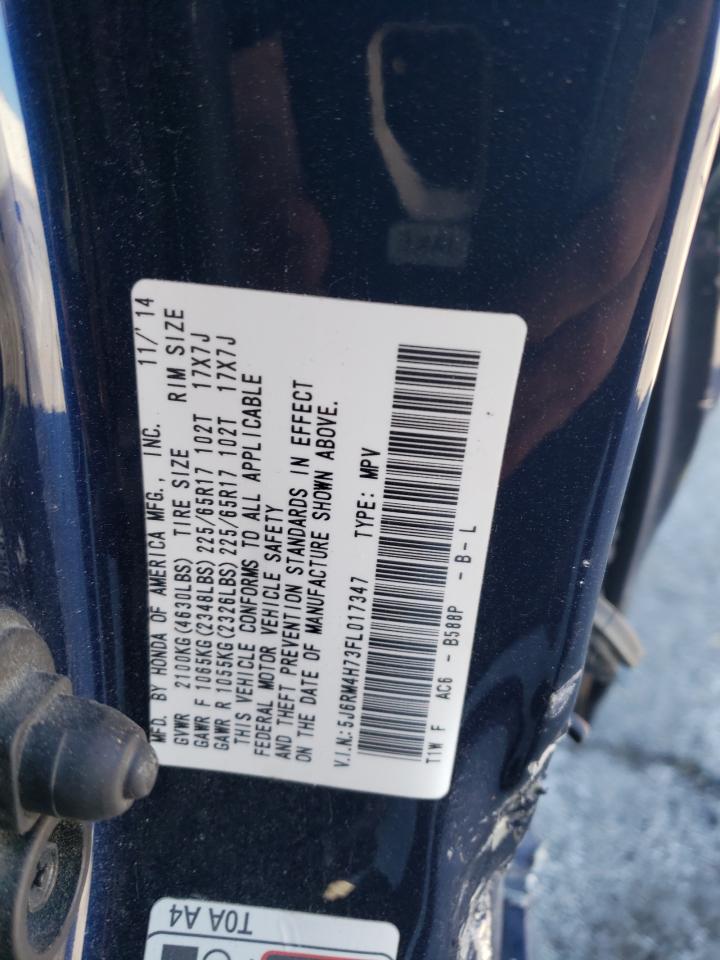 MFD. BY HONDA OF AMERICA MFG., INC. 11/'14
GVWR 2100KG(4630LBS) TIRE SIZE RIM SIZE
GAWR F 1065KG(2348LBS) 225/65R17 102T 17X7J
GAWR R 1055KG(2326LBS) 225/65R17 102T 17X7J
THIS VEHICLE CONFORMS TO ALL APPLICABLE
FEDERAL MOTOR VEHICLE SAFETY
AND THEFT PREVENTION STANDARDS IN EFFECT
ON THE DATE OF MANUFACTURE SHOWN ABOVE.
V.I.N.: 5J6RM4H73FL017347 TYPE: MPV
T1W F AC6 - B588P - B - L
T0A A4